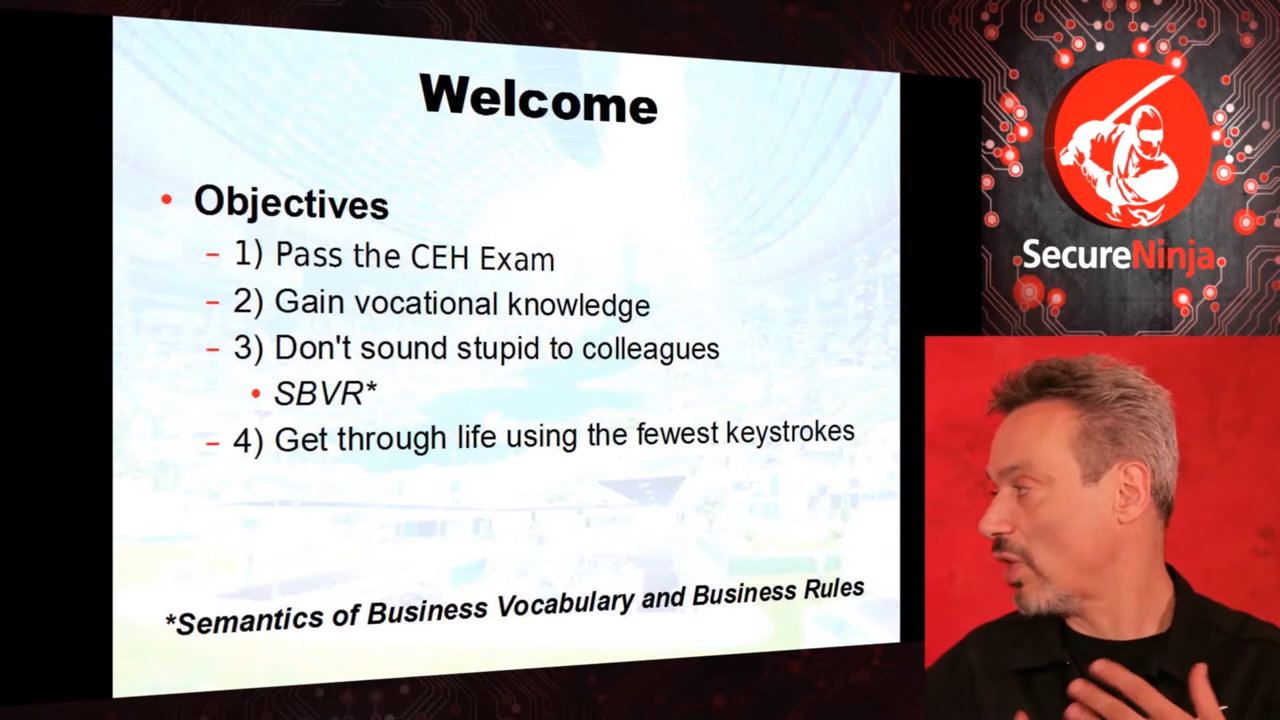 Welcome
• Objectives
– 1) Pass the CEH Exam
– 2) Gain vocational knowledge
– 3) Don't sound stupid to colleagues
• SBVR*
– 4) Get through life using the fewest keystrokes
*Semantics of Business Vocabulary and Business Rules
SecureNinja